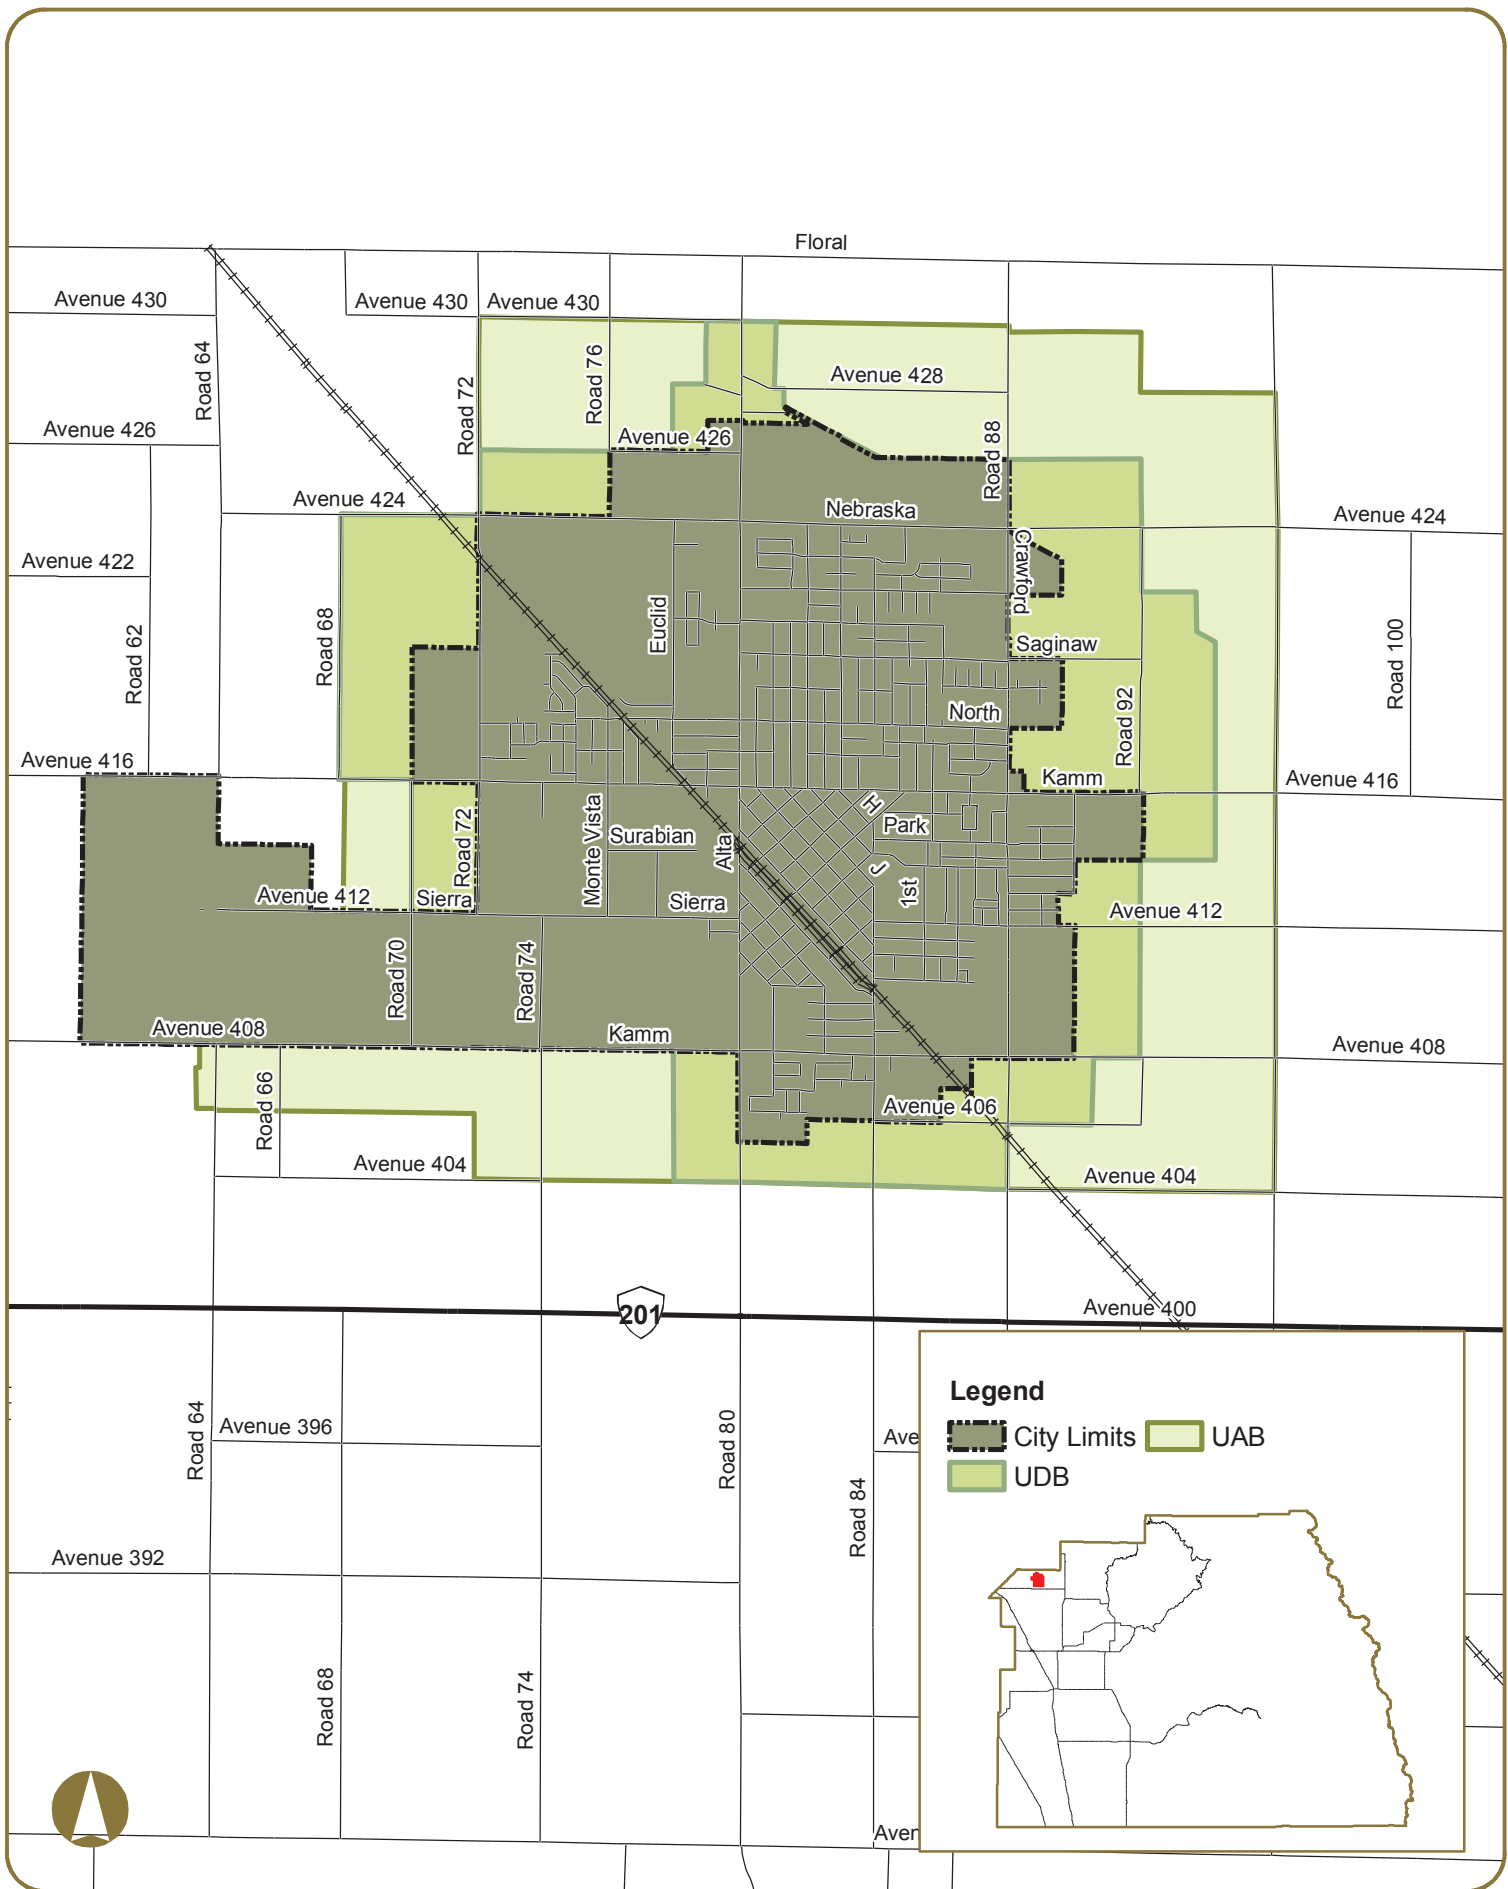 Floral
Avenue 430
Avenue 430
Avenue 430
Road 64
Road 72
Road 76
Avenue 428
Avenue 426
Avenue 426
Road 88
Avenue 424
Nebraska
Avenue 424
Avenue 422
Crawford
Euclid
Road 68
Road 62
Saginaw
Road 100
North
Road 92
Avenue 416
Kamm
Avenue 416
Monte Vista
Road 72
Surabian
Alta
H
Park
J
1st
Avenue 412
Sierra
Sierra
Avenue 412
Road 70
Road 74
Avenue 408
Kamm
Avenue 408
Road 66
Avenue 406
Avenue 404
Avenue 404
201
Avenue 400
Road 64
Avenue 396
Road 80
Ave
Road 84
Avenue 392
Road 68
Road 74
Aven
Legend
City Limits
UAB
UDB